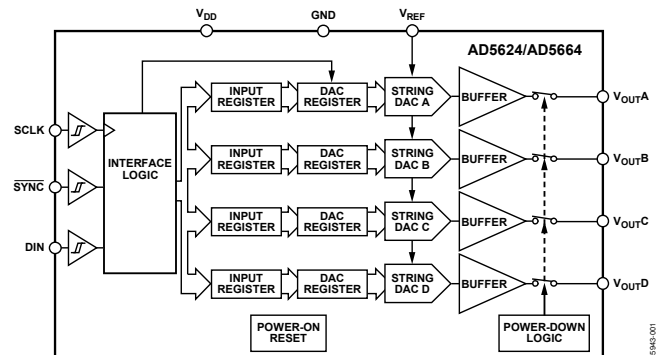 VDD GND VREF
AD5624/AD5664
INPUT REGISTER DAC REGISTER STRING DAC A BUFFER VOUTA
SCLK
INTERFACE LOGIC
INPUT REGISTER DAC REGISTER STRING DAC B BUFFER VOUTB
SYNC
INPUT REGISTER DAC REGISTER STRING DAC C BUFFER VOUTC
DIN
INPUT REGISTER DAC REGISTER STRING DAC D BUFFER VOUTD
POWER-ON RESET
POWER-DOWN LOGIC
5943-001